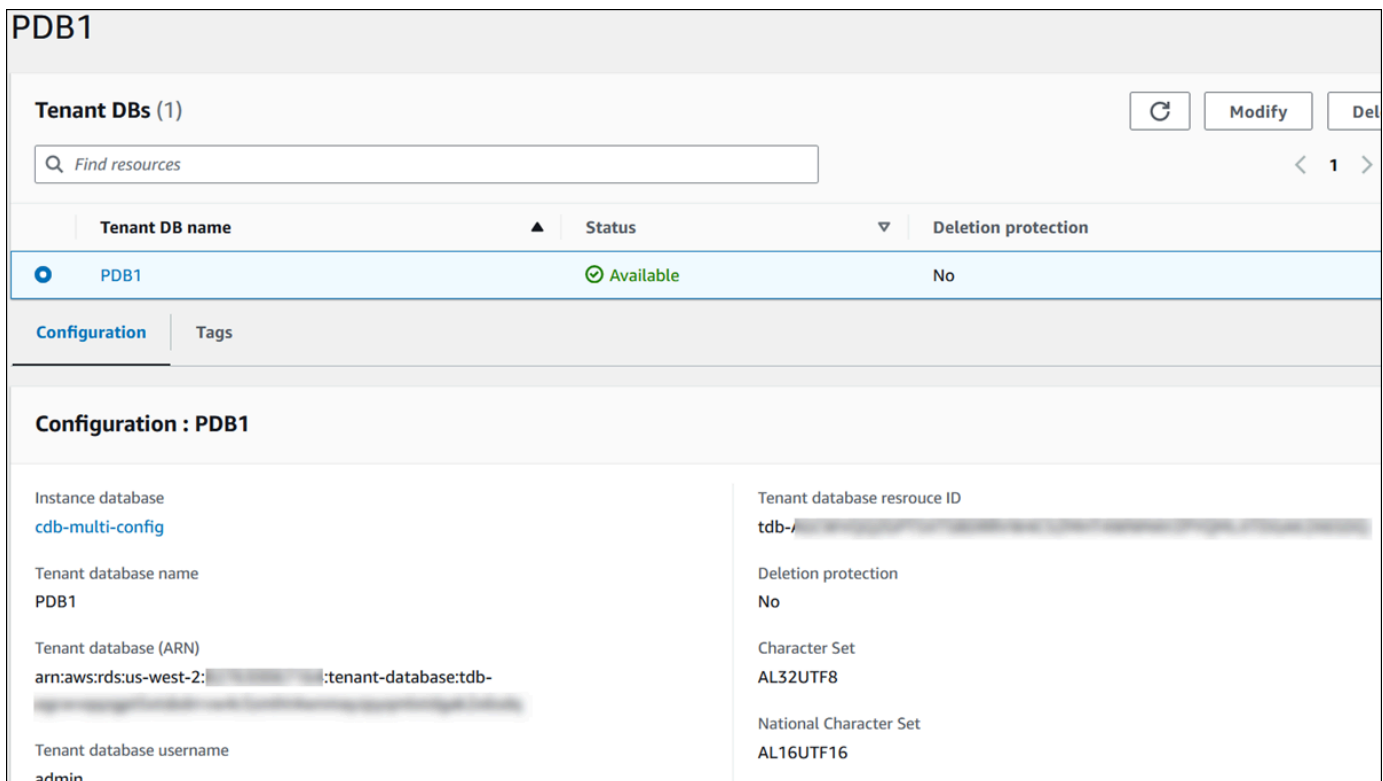 PDB1
Tenant DBs (1)
Modify
Del
Find resources
1
Tenant DB name
Status
Deletion protection
PDB1
Available
No
Configuration
Tags
Configuration : PDB1
Instance database
cdb-multi-config
Tenant database name
PDB1
Tenant database (ARN)
arn:aws:rds:us-west-2: :tenant-database:tdb-
Tenant database username
admin
Tenant database resrouce ID
tdb-
Deletion protection
No
Character Set
AL32UTF8
National Character Set
AL16UTF16